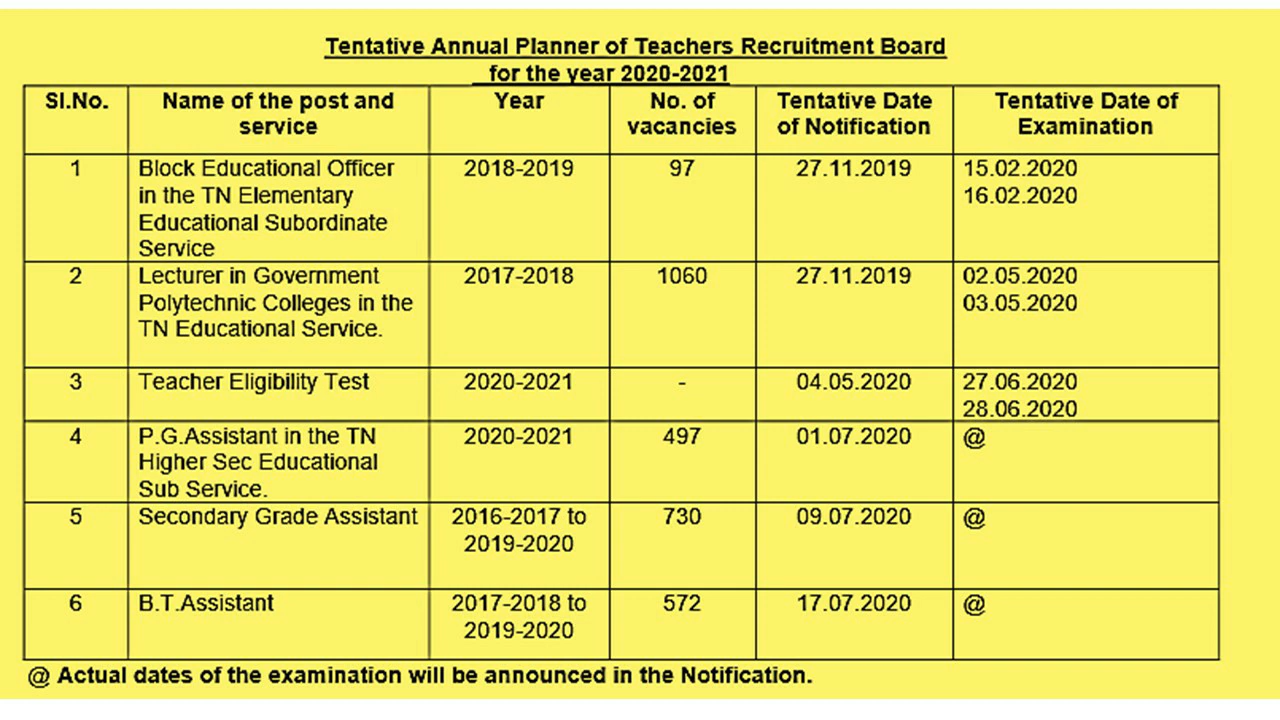 Tentative Annual Planner of Teachers Recruitment Board
for the year 2020-2021
Sl.No. Name of the post and service Year No. of vacancies Tentative Date of Notification Tentative Date of Examination
1 Block Educational Officer in the TN Elementary Educational Subordinate Service 2018-2019 97 27.11.2019 15.02.2020 16.02.2020
2 Lecturer in Government Polytechnic Colleges in the TN Educational Service. 2017-2018 1060 27.11.2019 02.05.2020 03.05.2020
3 Teacher Eligibility Test 2020-2021 - 04.05.2020 27.06.2020 28.06.2020
4 P.G.Assistant in the TN Higher Sec Educational Sub Service. 2020-2021 497 01.07.2020 @
5 Secondary Grade Assistant 2016-2017 to 2019-2020 730 09.07.2020 @
6 B.T.Assistant 2017-2018 to 2019-2020 572 17.07.2020 @
@ Actual dates of the examination will be announced in the Notification.